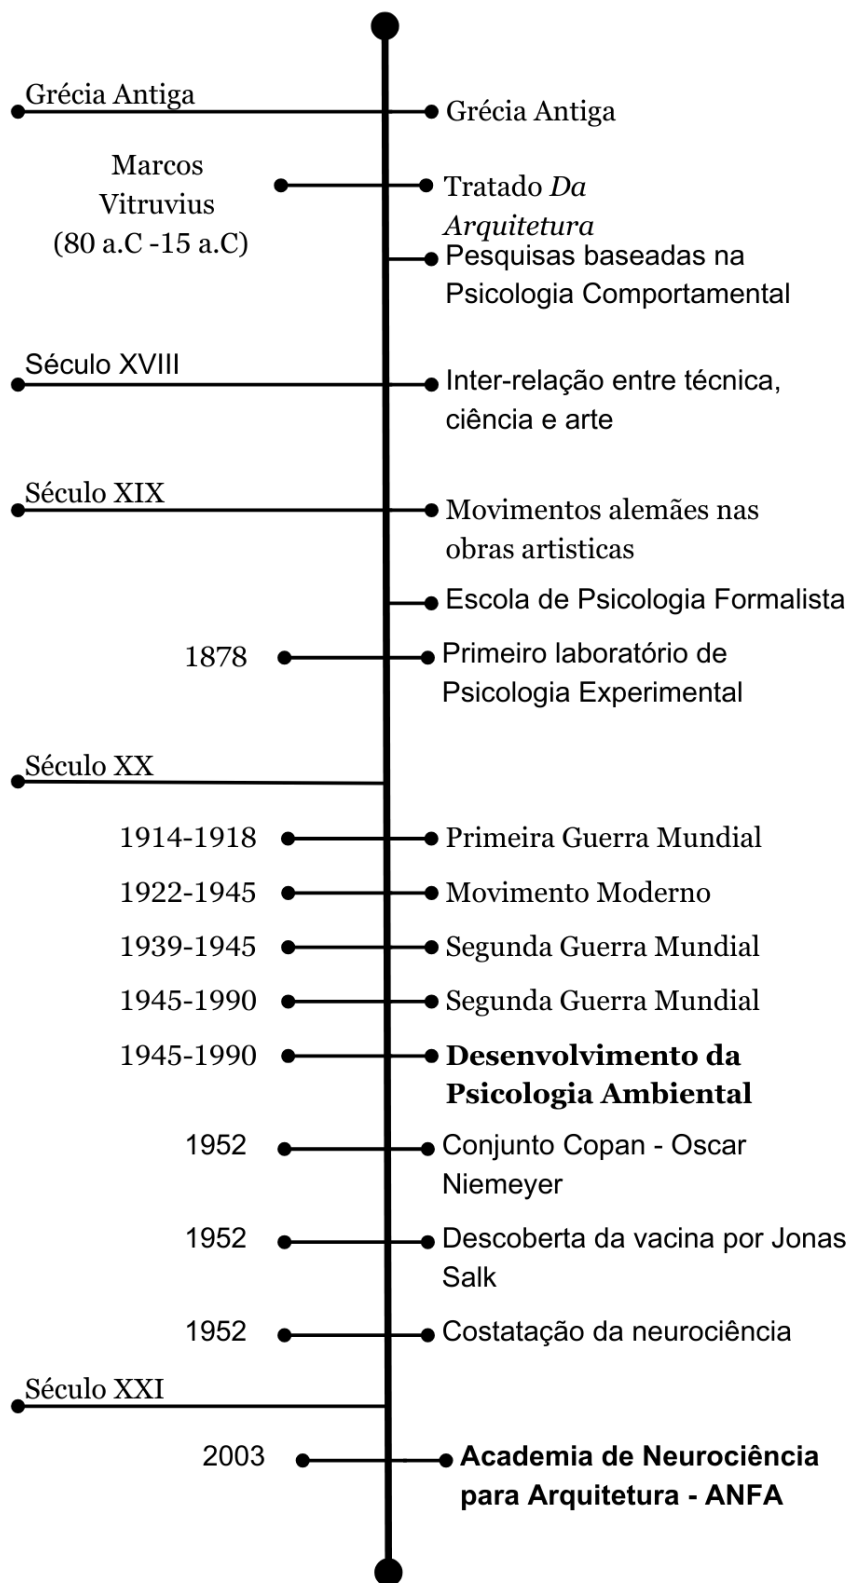 Grécia Antiga
Grécia Antiga
Marcos
Vitruvius
(80 a.C -15 a.C)
Tratado Da
Arquitetura
Pesquisas baseadas na
Psicologia Comportamental
Século XVIII
Inter-relação entre técnica,
ciência e arte
Século XIX
Movimentos alemães nas
obras artisticas
Escola de Psicologia Formalista
1878
Primeiro laboratório de
Psicologia Experimental
Século XX
1914-1918
Primeira Guerra Mundial
1922-1945
Movimento Moderno
1939-1945
Segunda Guerra Mundial
1945-1990
Segunda Guerra Mundial
1945-1990
Desenvolvimento da
Psicologia Ambiental
1952
Conjunto Copan - Oscar
Niemeyer
1952
Descoberta da vacina por Jonas
Salk
1952
Costatação da neurociência
Século XXI
2003
Academia de Neurociência
para Arquitetura - ANFA